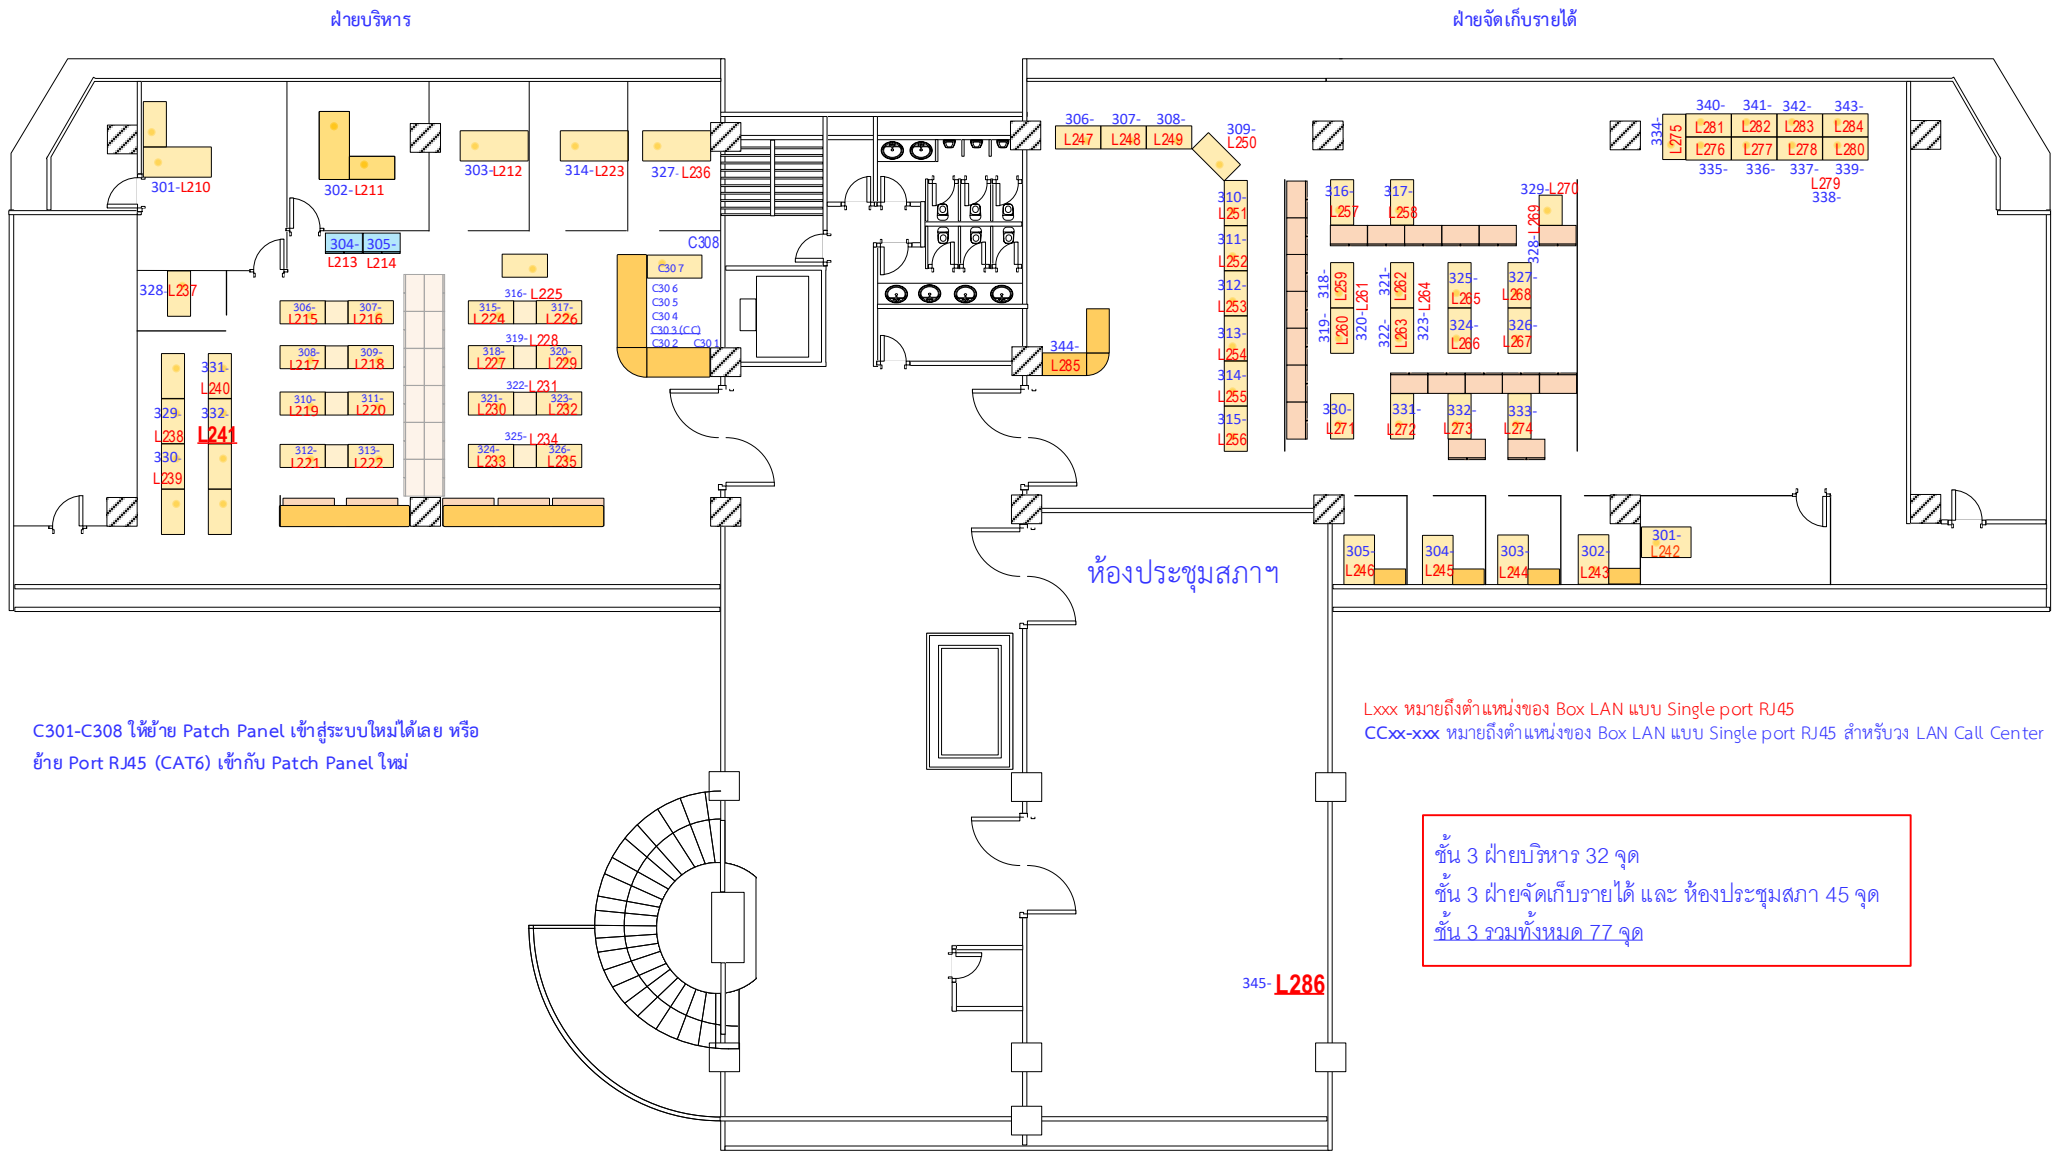 ฝ่ายบริหาร
ฝ่ายจัดเก็บรายได้
301-L210
302-L211
303-L212
314-L223
327-L236
304-
L213
305-
L214
328-L237
306-
L215
307-
L216
308-
L217
309-
L218
310-
L219
311-
L220
312-
L221
313-
L222
316-L225
315-
L224
317-
L226
319-L228
318-
L227
320-
L229
322-L231
321-
L230
323-
L232
325-L234
324-
L233
326-
L235
331-
L240
329-
L238
332-
L241
330-
L239
C308
C307
C306
C305
C304
C303(CC)
C302
C301
306-
L247
307-
L248
308-
L249
309-
L250
310-
L251
311-
L252
312-
L253
313-
L254
314-
L255
315-
L256
344-
L285
316-
L257
317-
L258
329-L270
328-L269
318-
L259
319-
L260
320-L261
321-
L262
322-
L263
323-L264
325-
L265
324-
L266
327-
L268
326-
L267
330-
L271
331-
L272
332-
L273
333-
L274
334-
L275
340-
L281
341-
L282
342-
L283
343-
L284
L276
335-
L277
336-
L278
337-
L280
339-
L279
338-
305-
L246
304-
L245
303-
L244
302-
L243
301-
L242
ห้องประชุมสภาฯ
345-L286
C301-C308 ให้ย้าย Patch Panel เข้าสู่ระบบใหม่ได้เลย หรือ
ย้าย Port RJ45 (CAT6) เข้ากับ Patch Panel ใหม่
Lxxx หมายถึงตำแหน่งของ Box LAN แบบ Single port RJ45
CCxx-xxx หมายถึงตำแหน่งของ Box LAN แบบ Single port RJ45 สำหรับวง LAN Call Center
ชั้น 3 ฝ่ายบริหาร 32 จุด
ชั้น 3 ฝ่ายจัดเก็บรายได้ และ ห้องประชุมสภา 45 จุด
ชั้น 3 รวมทั้งหมด 77 จุด